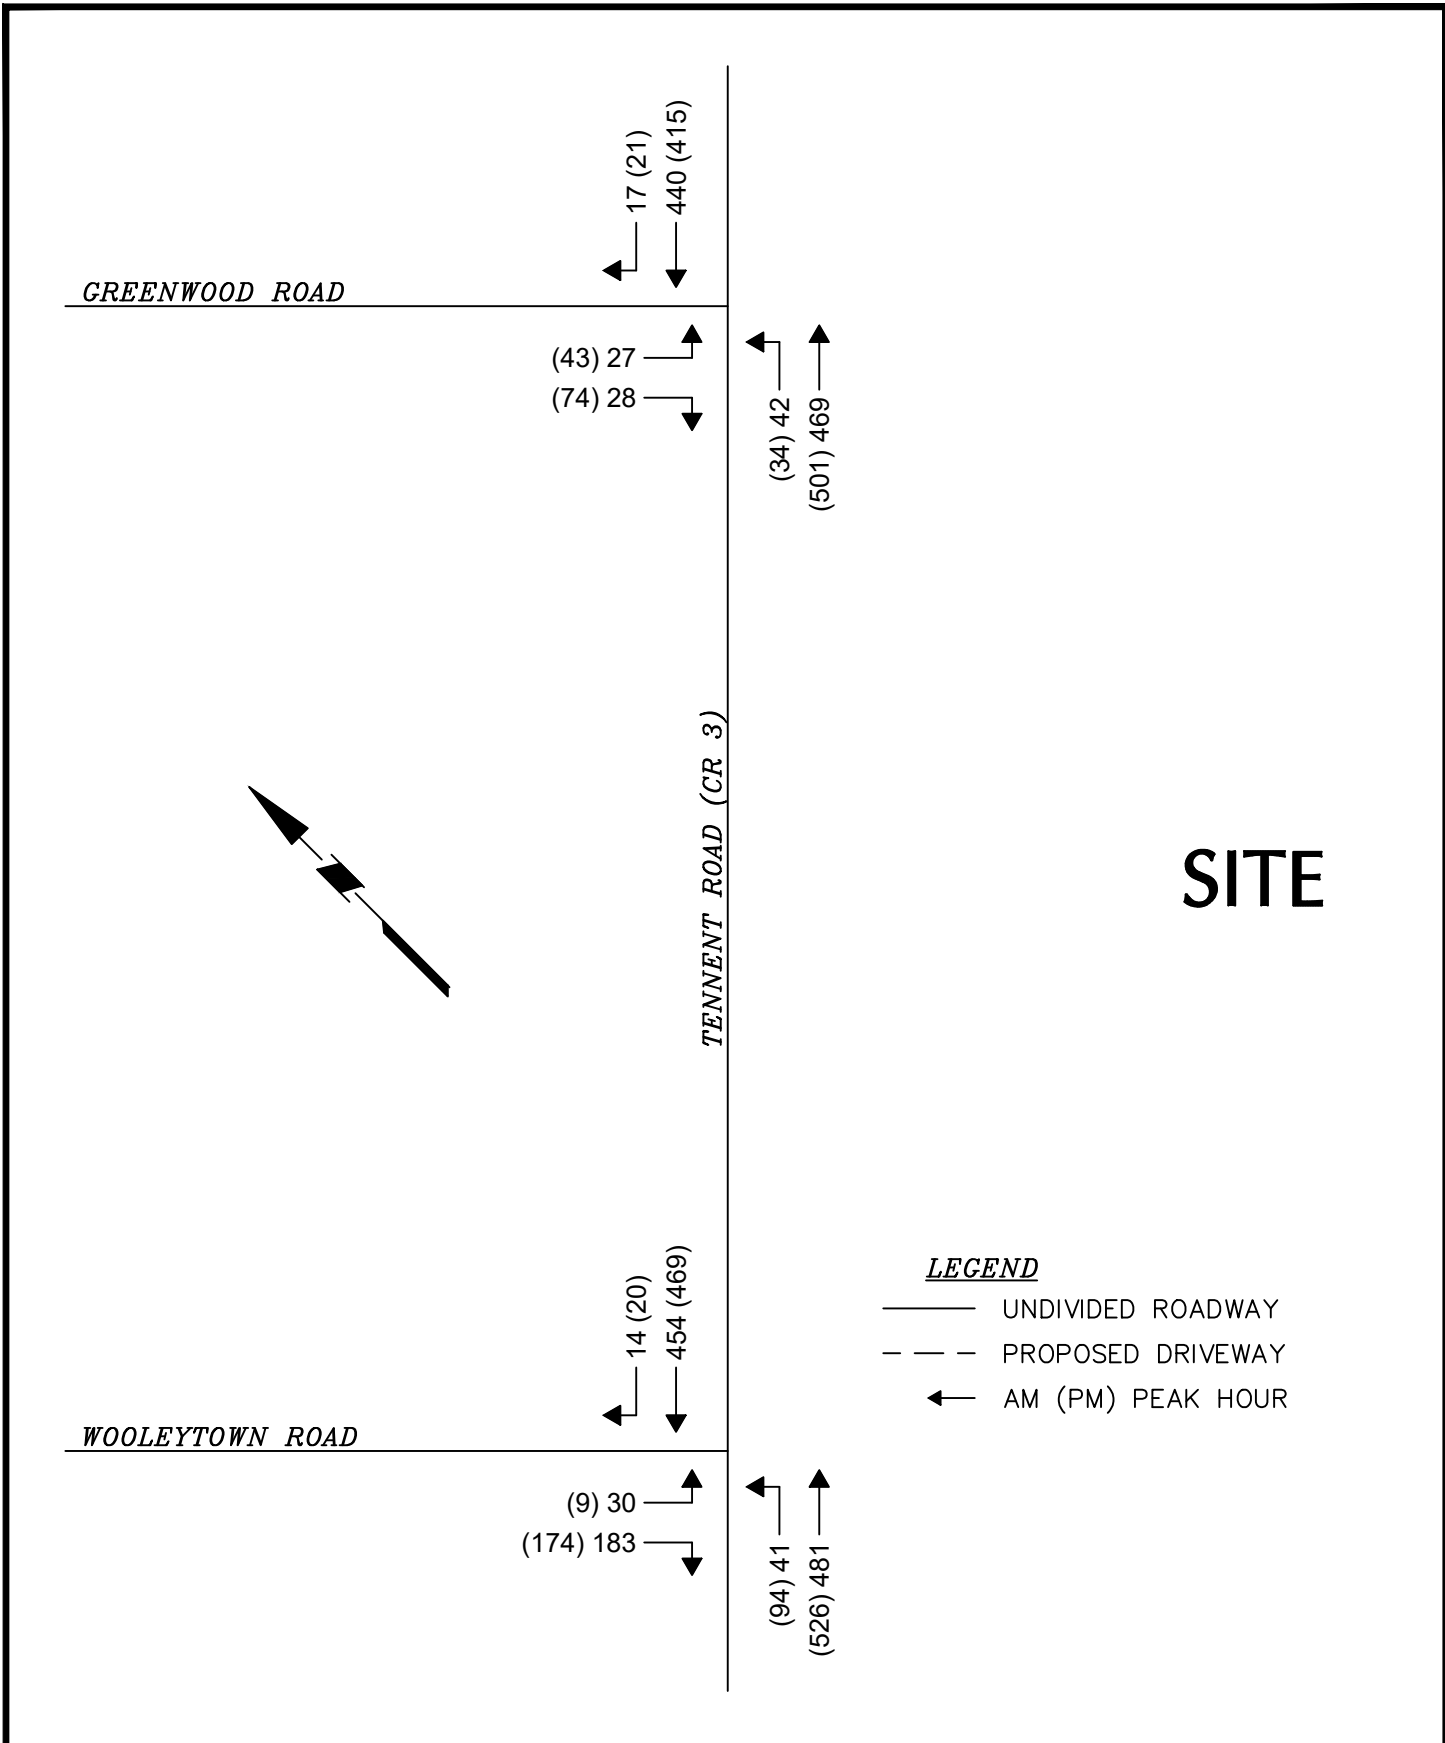 17 (21)
440 (415)
GREENWOOD ROAD
(43) 27
(74) 28
(34) 42
(501) 469
TENNENT ROAD (CR 3)
SITE
LEGEND
UNDIVIDED ROADWAY
PROPOSED DRIVEWAY
AM (PM) PEAK HOUR
14 (20)
454 (469)
WOOLEYTOWN ROAD
(9) 30
(174) 183
(94) 41
(526) 481